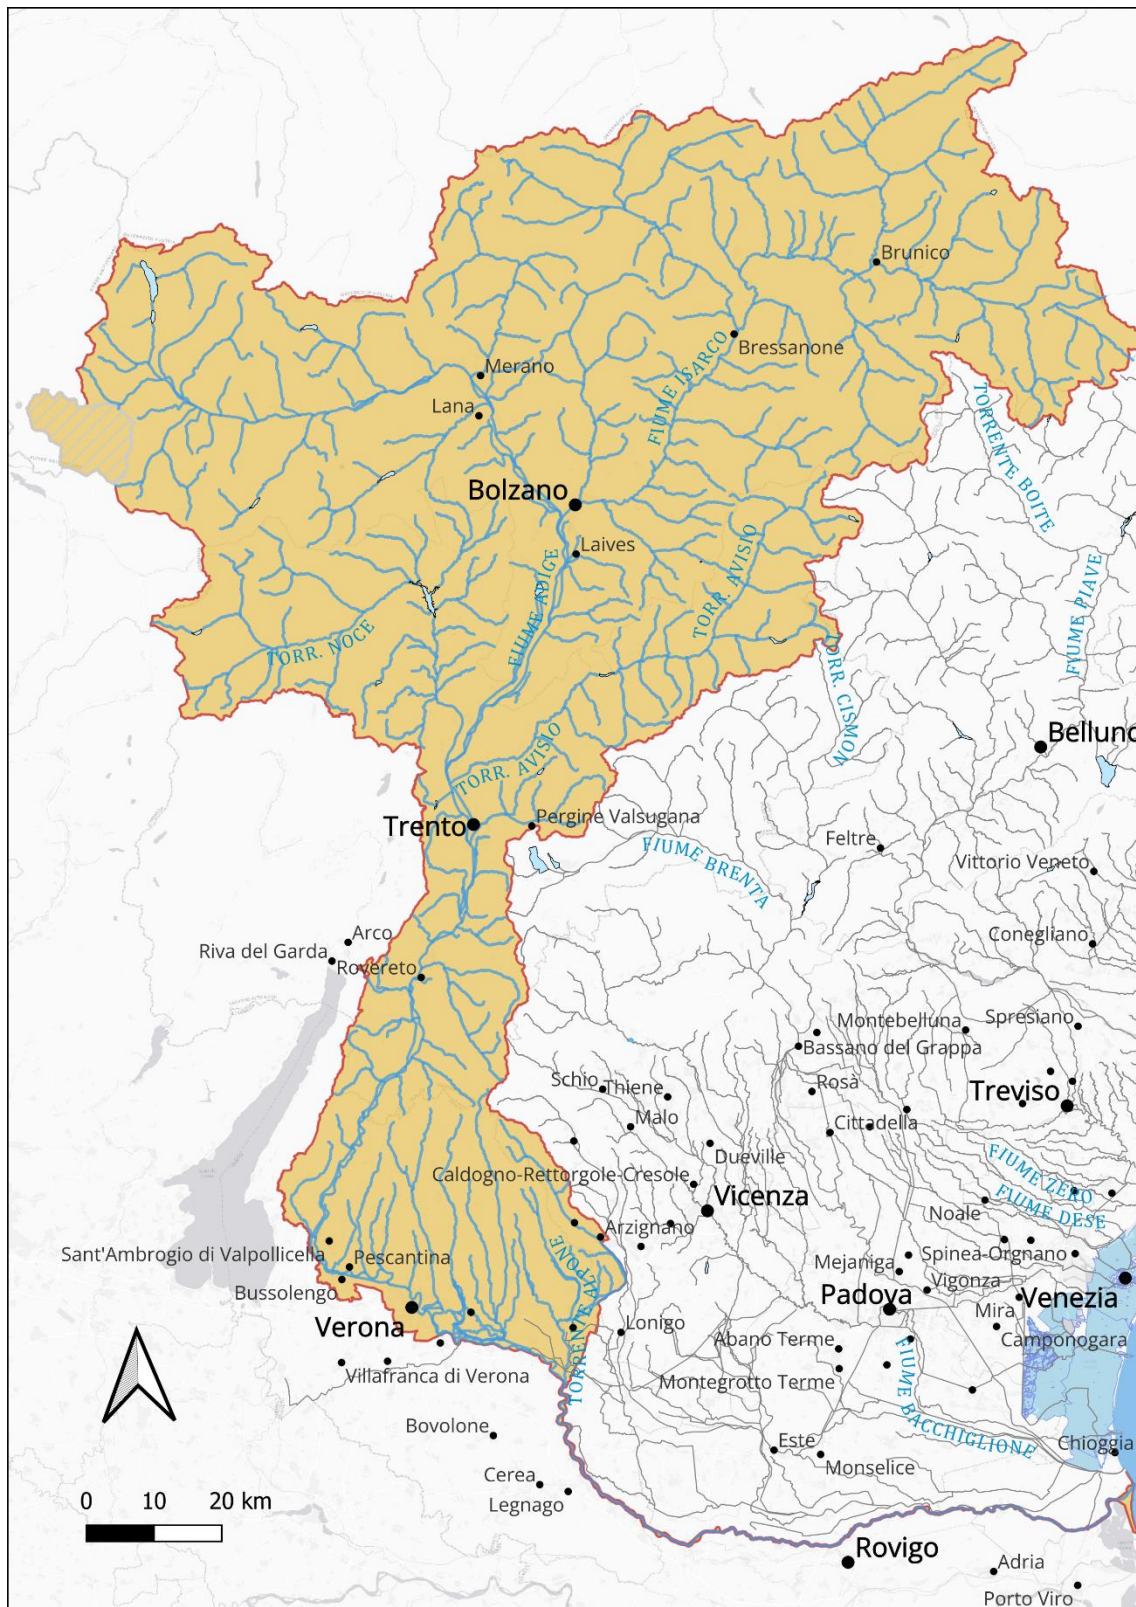 Brunico
Bressanone
FIUME ISARCO
Merano
Lana
TORRENTE BOITE
Bolzano
Laives
FIUME ADIGE
TORR. AVISIO
FIUME PIAVE
TORR. NOCE
TORR. CISMON
Belluno
TORR. AVISIO
Trento
Pergine Valsugana
FIUME BRENTA
Feltre
Vittorio Veneto
Arco
Riva del Garda
Rovereto
Conegliano
Montebelluna
Spresiano
Bassano del Grappa
Schio
Thiene
Rosà
Treviso
Malo
Cittadella
Dueville
Caldogno-Rettorgole-Cresole
FIUME ZERO
FIUME DESE
Vicenza
Noale
Arzignano
Sant'Ambrogio di Valpollicella
Pescantina
Bussolengo
TORRENTE ALPONE
Mejaniga
Spinea-Orgnano
Vigonza
Padova
Venezia
Mira
Verona
Lonigo
Abano Terme
Camponogara
Villafranca di Verona
Montegrotto Terme
FIUME BACCHIGLIONE
Bovolone
Este
Monselice
Chioggia
Cerea
Legnago
0 10 20 km
Rovigo
Adria
Porto Viro